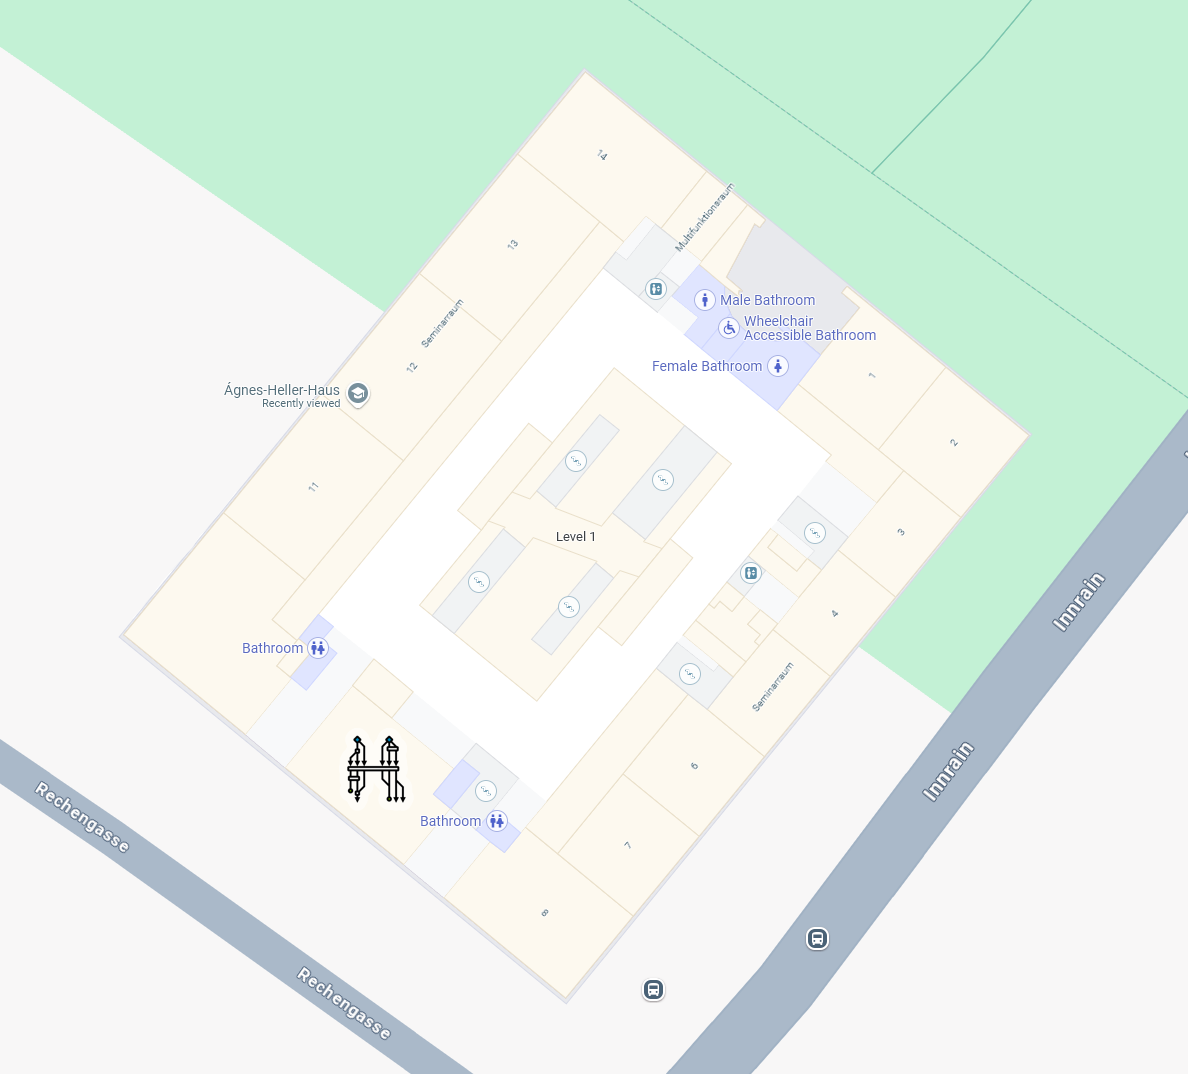 14
Multifunktionsraum
13
Male Bathroom
Wheelchair
Accessible Bathroom
Seminarraum
Female Bathroom
12
1
Ágnes-Heller-Haus
Recently viewed
2
11
3
Level 1
Innrain
4
Bathroom
Seminarraum
6
Innrain
Rechengasse
Bathroom
7
8
Rechengasse